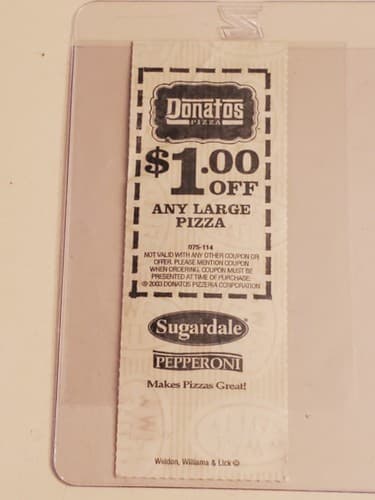 Donatos
PIZZA
$1.00
OFF
ANY LARGE
PIZZA
075-114
NOT VALID WITH ANY OTHER COUPON OR
OFFER. PLEASE MENTION COUPON
WHEN ORDERING. COUPON MUST BE
PRESENTED AT TIME OF PURCHASE.
© 2003 DONATOS PIZZERIA CORPORATION
Sugardale
PEPPERONI
Makes Pizzas Great!
Weldon, Williams & Lick ©